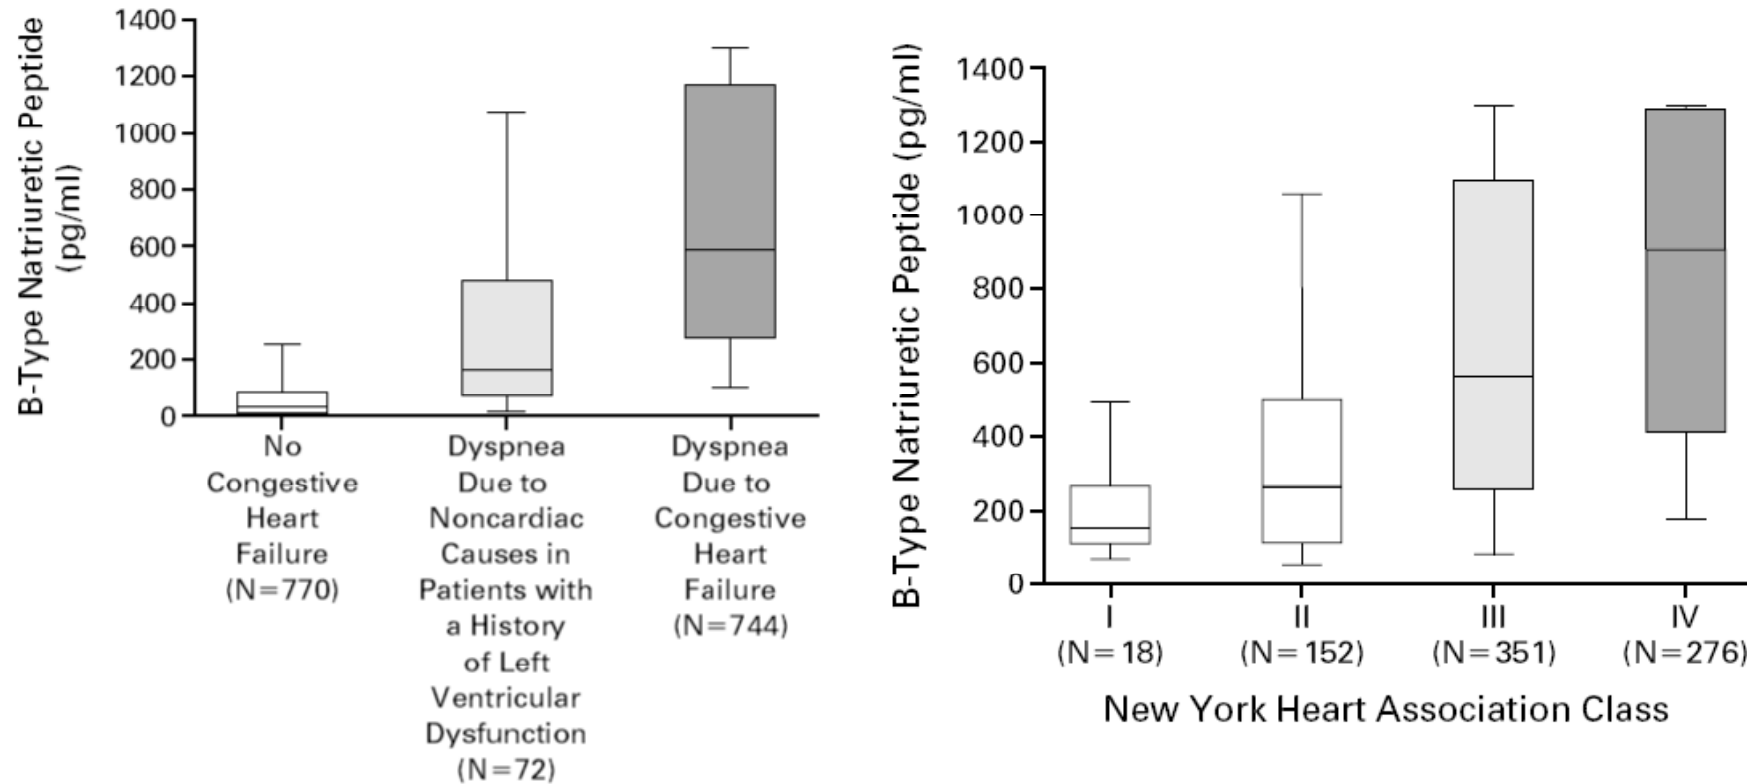 B-Type Natriuretic Peptide
(pg/ml)
1400
1200
1000
800
600
400
200
0
No
Congestive
Heart
Failure
(N=770)
Dyspnea
Due to
Noncardiac
Causes in
Patients with
a History
of Left
Ventricular
Dysfunction
(N=72)
Dyspnea
Due to
Congestive
Heart
Failure
(N=744)
B-Type Natriuretic Peptide (pg/ml)
1400
1200
1000
800
600
400
200
0
I
(N=18)
II
(N=152)
III
(N=351)
IV
(N=276)
New York Heart Association Class